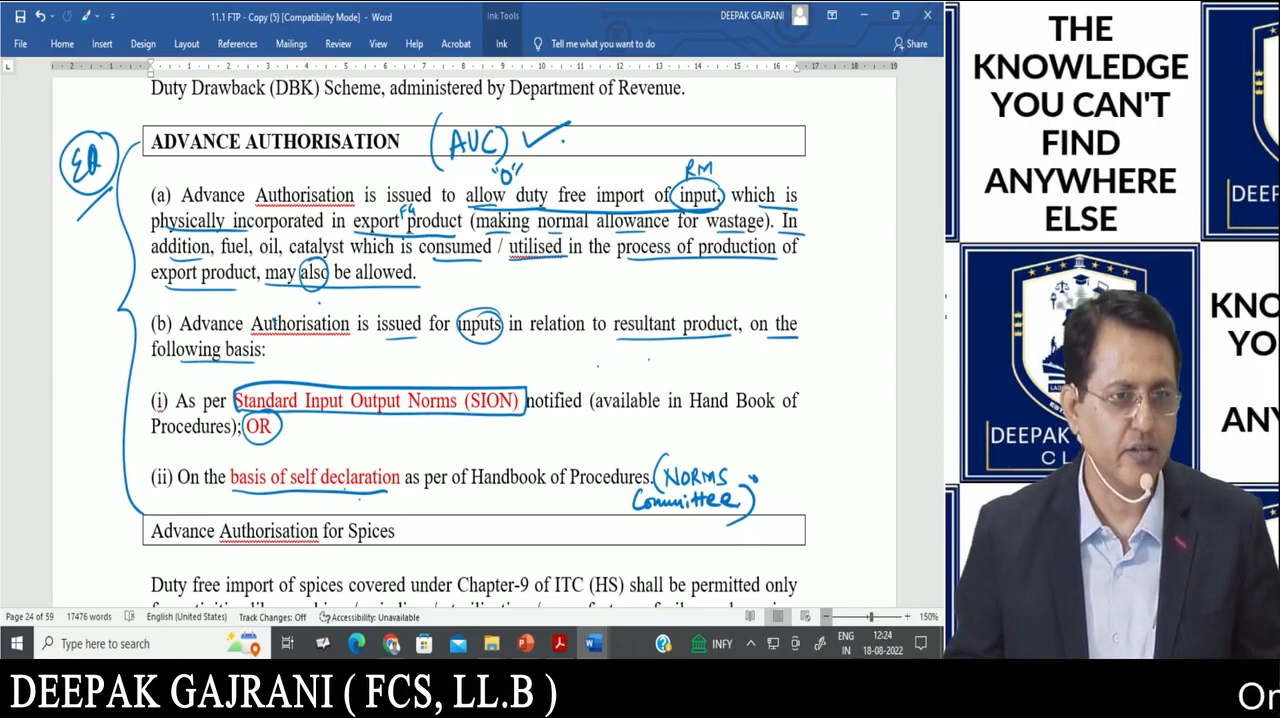 11.1 FTP - Copy (5) [Compatibility Mode] - Word
Ink Tools
DEEPAK GAJRANI
File Home Insert Design Layout References Mailings Review View Help Acrobat Ink Tell me what you want to do Share
Duty Drawback (DBK) Scheme, administered by Department of Revenue.
ADVANCE AUTHORISATION (AUC)
"0" RM
(a) Advance Authorisation is issued to allow duty free import of input, which is
FG
physically incorporated in export product (making normal allowance for wastage). In
addition, fuel, oil, catalyst which is consumed / utilised in the process of production of
export product, may also be allowed.
(b) Advance Authorisation is issued for inputs in relation to resultant product, on the
following basis:
(i) As per Standard Input Output Norms (SION) notified (available in Hand Book of
Procedures); OR
(ii) On the basis of self declaration as per of Handbook of Procedures. (NORMS
Committee)
Advance Authorisation for Spices
Duty free import of spices covered under Chapter-9 of ITC (HS) shall be permitted only
Page 24 of 59 17476 words English (United States) Track Changes: Off Accessibility: Unavailable 150%
Type here to search
INFY
ENG
IN
12:24
18-08-2022
THE
KNOWLEDGE
YOU CAN'T
FIND
ANYWHERE
ELSE
DEEP
KNO
YO
ANY
DEEPAK
CL
DEEPAK GAJRANI ( FCS, LL.B )
On